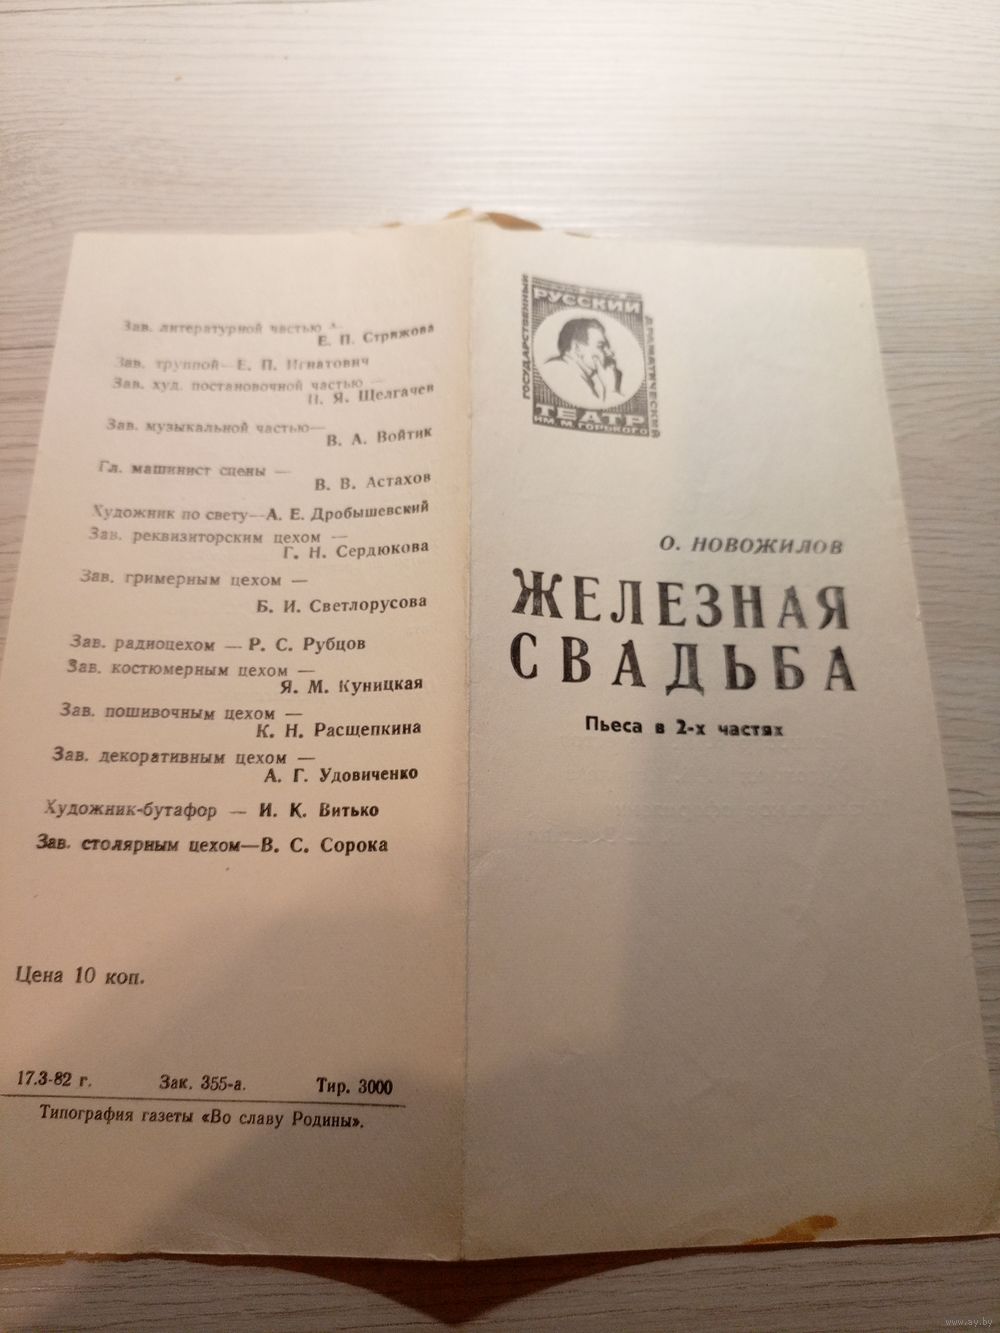 Зав. литературной частью —
Е. П. Стрижова
Зав. труппой— Е. П. Игнатович
Зав. худ. постановочной частью —
Н. Я. Щелгачев
Зав. музыкальной частью—
В. А. Войтик
Гл. машинист сцены —
В. В. Астахов
Художник по свету—А. Е. Дробышевский
Зав. реквизиторским цехом —
Г. Н. Сердюкова
Зав. гримерным цехом —
Б. И. Светлорусова
Зав. радиоцехом — Р. С. Рубцов
Зав. костюмерным цехом —
Я. М. Куницкая
Зав. пошивочным цехом —
К. Н. Расщепкина
Зав. декоративным цехом —
А. Г. Удовиченко
Художник-бутафор — И. К. Витько
Зав. столярным цехом—В. С. Сорока
Цена 10 коп.
17.3-82 г. Зак. 355-а. Тир. 3000
Типография газеты «Во славу Родины».
ГОСУДАРСТВЕННЫЙ
РУССКИЙ
ДРАМАТИЧЕСКИЙ
ТЕАТР
ИМ. М. ГОРЬКОГО
О. НОВОЖИЛОВ
ЖЕЛЕЗНАЯ
СВАДЬБА
Пьеса в 2-х частях
www.ay.by